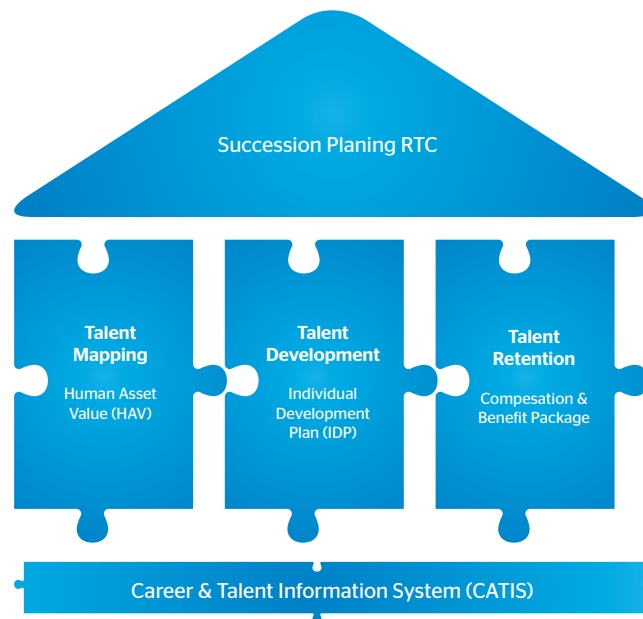 Succession Planing RTC
Talent
Mapping
Human Asset
Value (HAV)
Talent
Development
Individual
Development
Plan (IDP)
Talent
Retention
Compesation &
Benefit Package
Career & Talent Information System (CATIS)